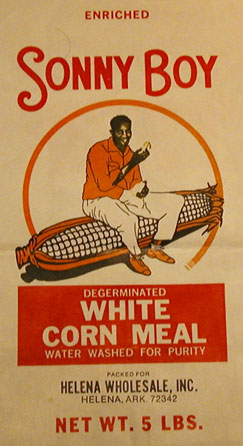 ENRICHED
SONNY BOY
DEGERMINATED
WHITE
CORN MEAL
WATER WASHED FOR PURITY
PACKED FOR
HELENA WHOLESALE, INC.
HELENA, ARK. 72342
NET WT. 5 LBS.